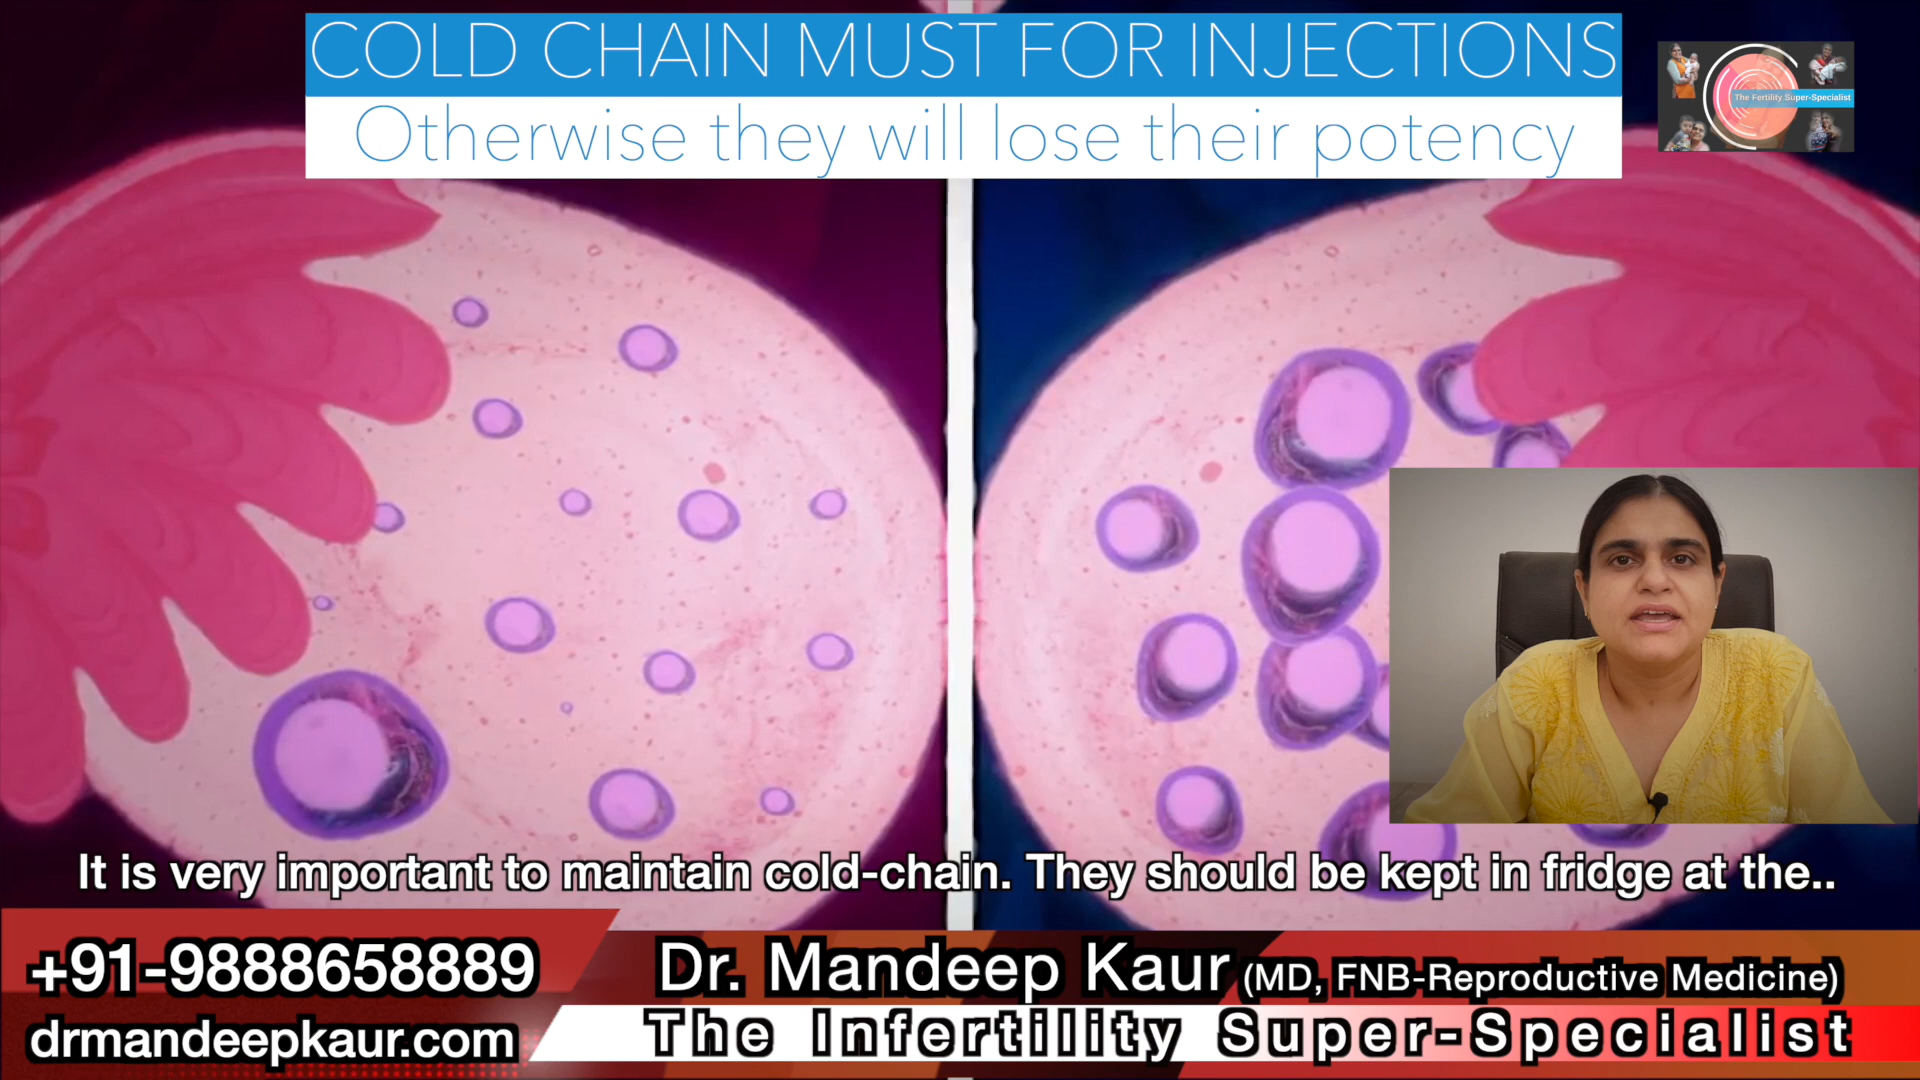 COLD CHAIN MUST FOR INJECTIONS
Otherwise they will lose their potency
The Fertility Super-Specialist
It is very important to maintain cold-chain. They should be kept in fridge at the..
+91-9888658889
Dr. Mandeep Kaur (MD, FNB-Reproductive Medicine)
drmandeepkaur.com
The Infertility Super-Specialist